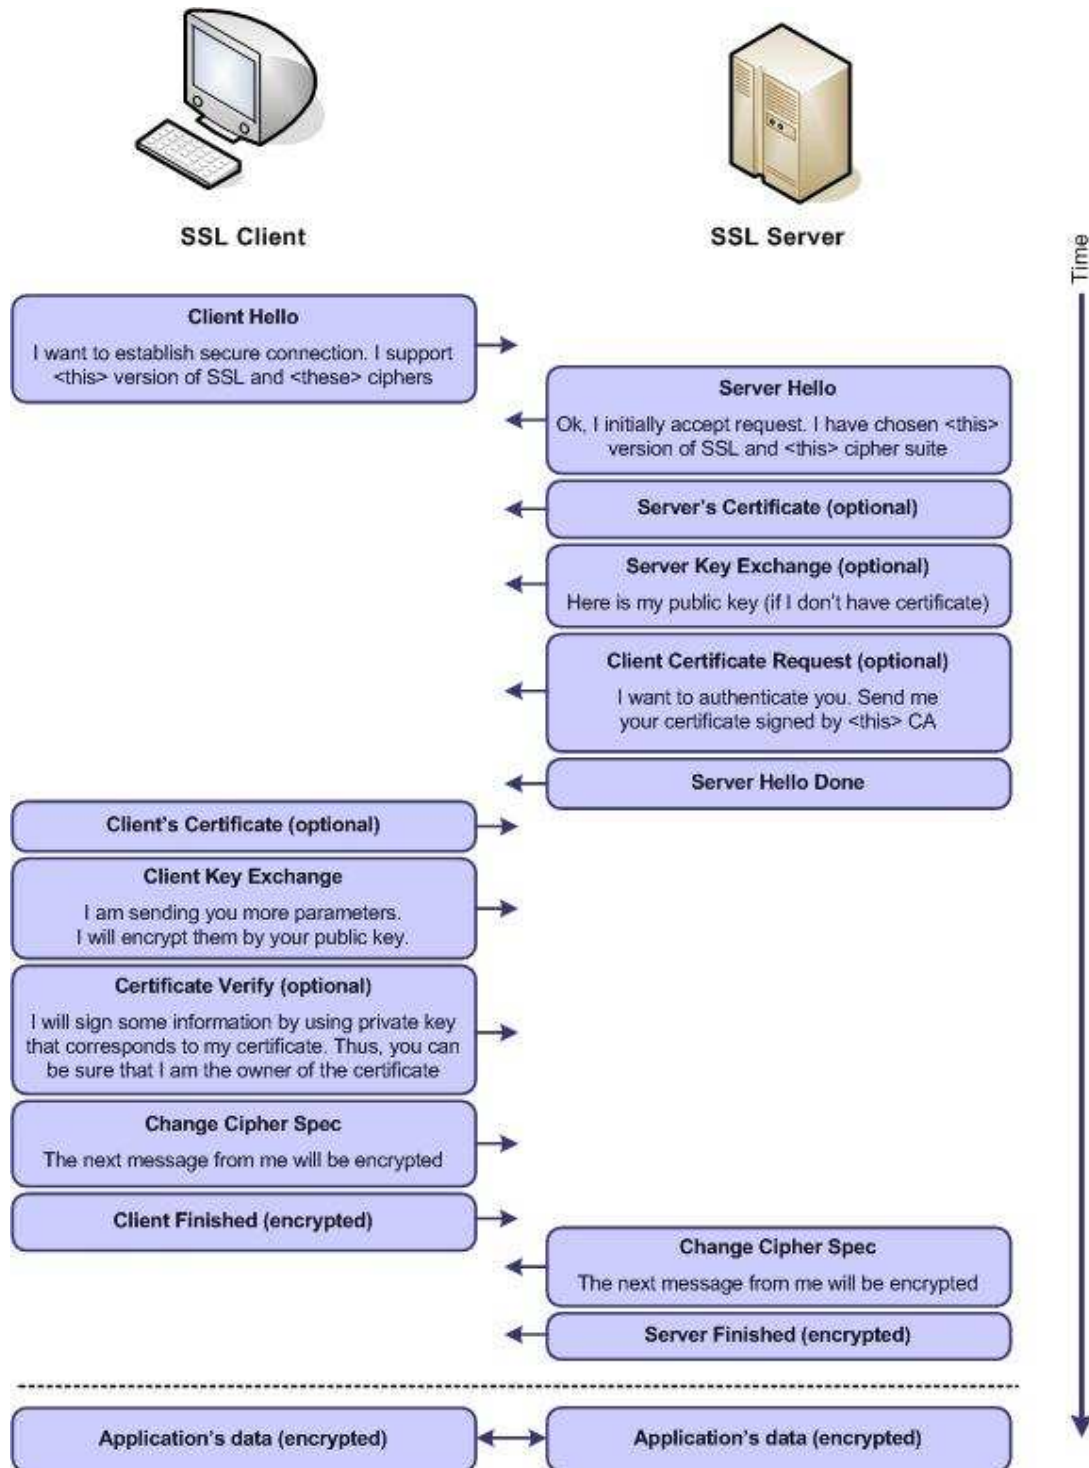 SSL Client
SSL Server
Time
Client Hello
I want to establish secure connection. I support
<this> version of SSL and <these> ciphers
Server Hello
Ok, I initially accept request. I have chosen <this>
version of SSL and <this> cipher suite
Server's Certificate (optional)
Server Key Exchange (optional)
Here is my public key (if I don't have certificate)
Client Certificate Request (optional)
I want to authenticate you. Send me
your certificate signed by <this> CA
Server Hello Done
Client's Certificate (optional)
Client Key Exchange
I am sending you more parameters.
I will encrypt them by your public key.
Certificate Verify (optional)
I will sign some information by using private key
that corresponds to my certificate. Thus, you can
be sure that I am the owner of the certificate
Change Cipher Spec
The next message from me will be encrypted
Client Finished (encrypted)
Change Cipher Spec
The next message from me will be encrypted
Server Finished (encrypted)
Application's data (encrypted)
Application's data (encrypted)